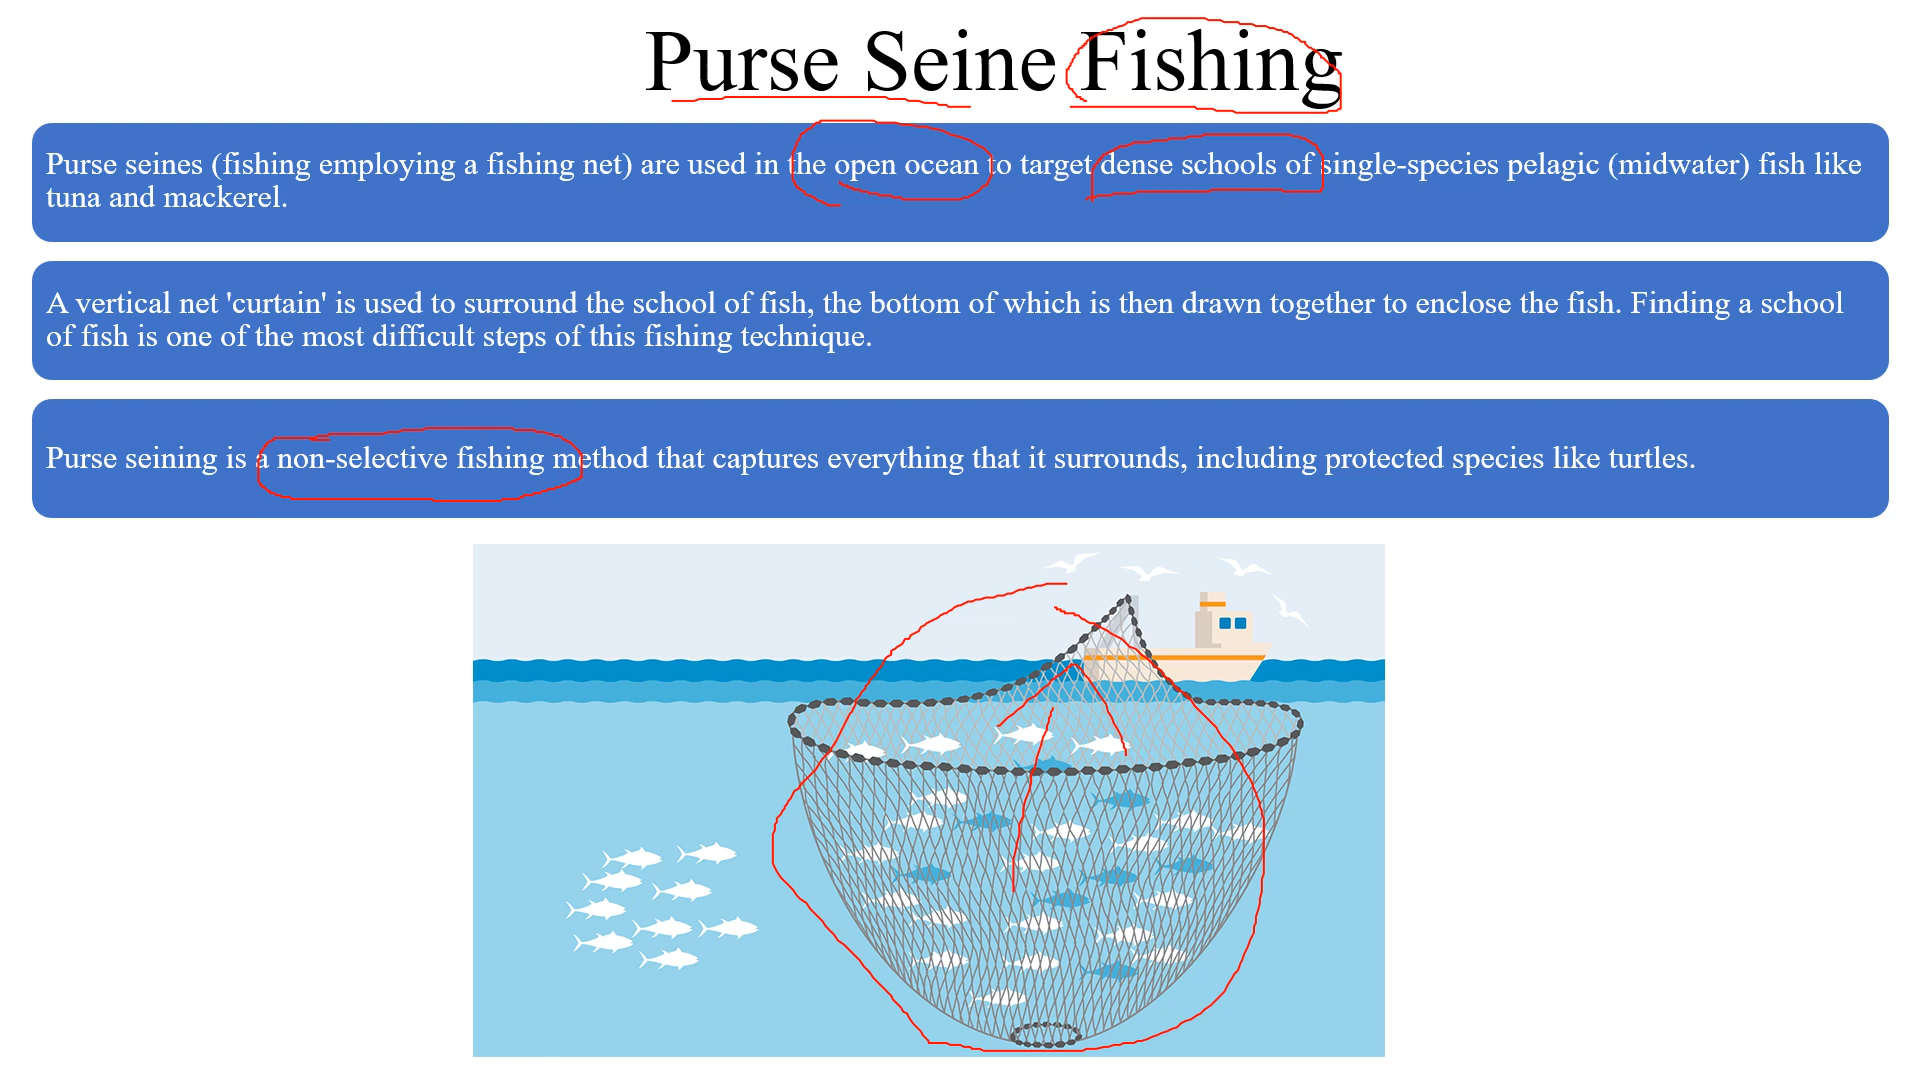 Purse Seine Fishing
Purse seines (fishing employing a fishing net) are used in the open ocean to target dense schools of single-species pelagic (midwater) fish like
tuna and mackerel.
A vertical net 'curtain' is used to surround the school of fish, the bottom of which is then drawn together to enclose the fish. Finding a school
of fish is one of the most difficult steps of this fishing technique.
Purse seining is a non-selective fishing method that captures everything that it surrounds, including protected species like turtles.